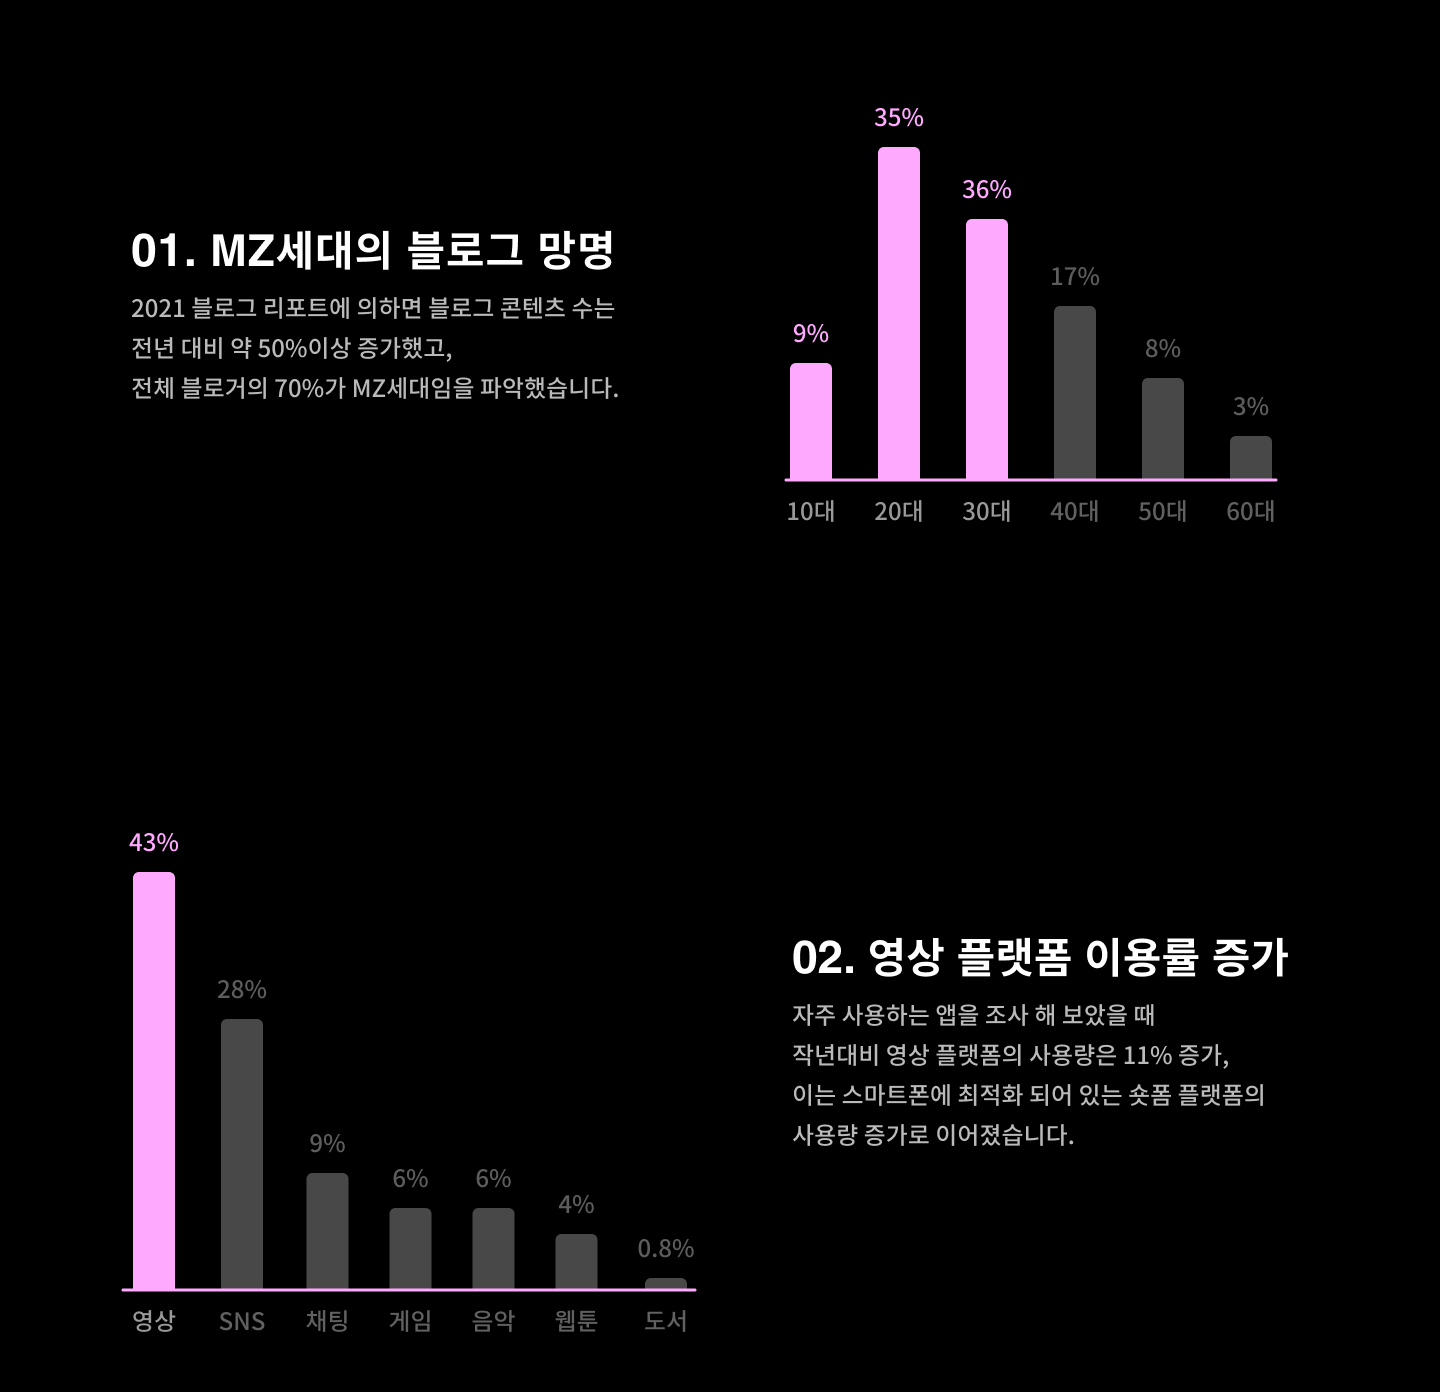 01. MZ세대의 블로그 망명
2021 블로그 리포트에 의하면 블로그 콘텐츠 수는
전년 대비 약 50%이상 증가했고,
전체 블로거의 70%가 MZ세대임을 파악했습니다.
35%
36%
17%
9%
8%
3%
10대 20대 30대 40대 50대 60대
43%
28%
9%
6% 6%
4%
0.8%
영상 SNS 채팅 게임 음악 웹툰 도서
02. 영상 플랫폼 이용률 증가
자주 사용하는 앱을 조사 해 보았을 때
작년대비 영상 플랫폼의 사용량은 11% 증가,
이는 스마트폰에 최적화 되어 있는 숏폼 플랫폼의
사용량 증가로 이어졌습니다.